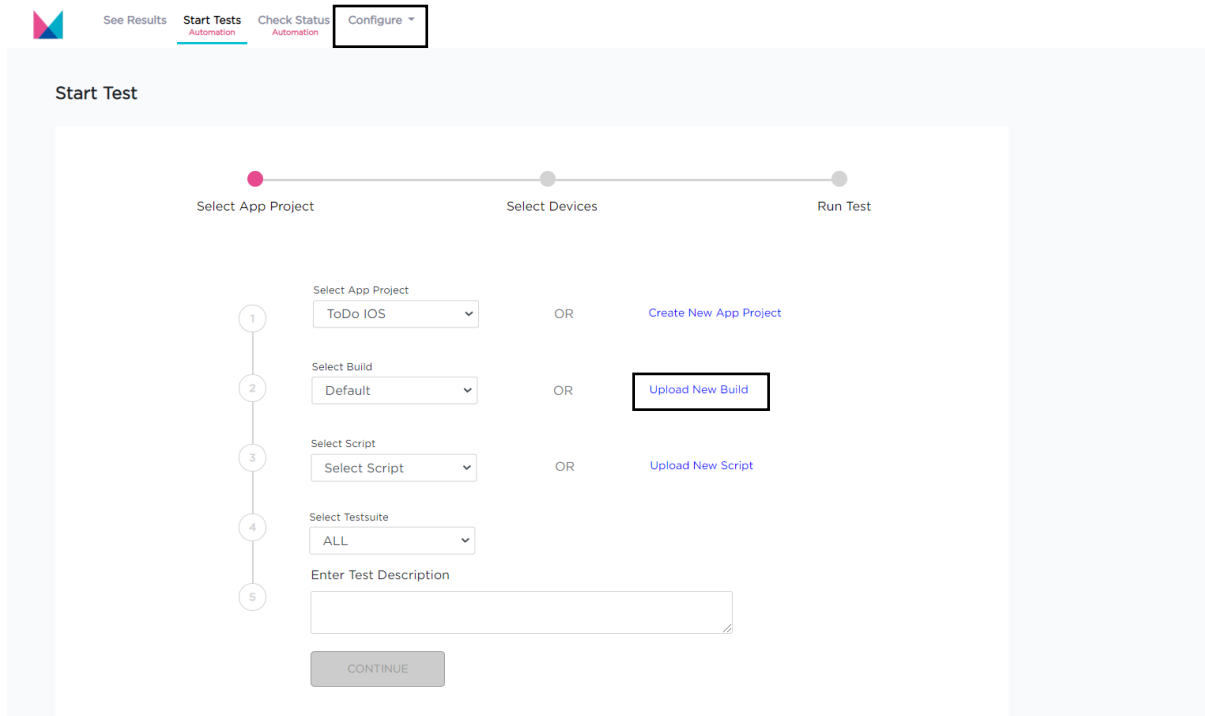 See Results Start Tests Check Status Configure
Automation Automation
Start Test
Select App Project Select Devices Run Test
Select App Project
1 ToDo IOS OR Create New App Project
Select Build
2 Default OR Upload New Build
Select Script
3 Select Script OR Upload New Script
Select Testsuite
4 ALL
Enter Test Description
5
CONTINUE